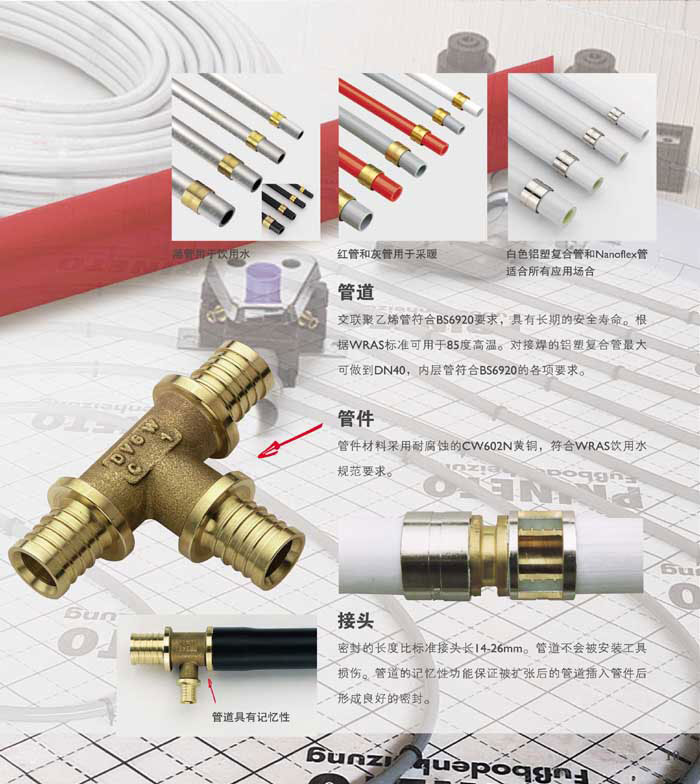 管用于饮用水
红管和灰管用于采暖
白色铝塑复合管和Nanoflex管
适合所有应用场合
管道
交联聚乙烯管符合BS6920要求，具有长期的安全寿命。根
据WRAS标准可用于85度高温。对接焊的铝塑复合管最大
可做到DN40，内层管符合BS6920的各项要求。
DV6W
C 1
管件
管件材料采用耐腐蚀的CW602N黄铜，符合WRAS饮用水
规范要求。
Fußbodenheizung
接头
密封的长度比标准接头长14-26mm。管道不会被安装工具
损伤。管道的记忆性功能保证被扩张后的管道插入管件后
形成良好的密封。
管道具有记忆性
Fußbodenheizung